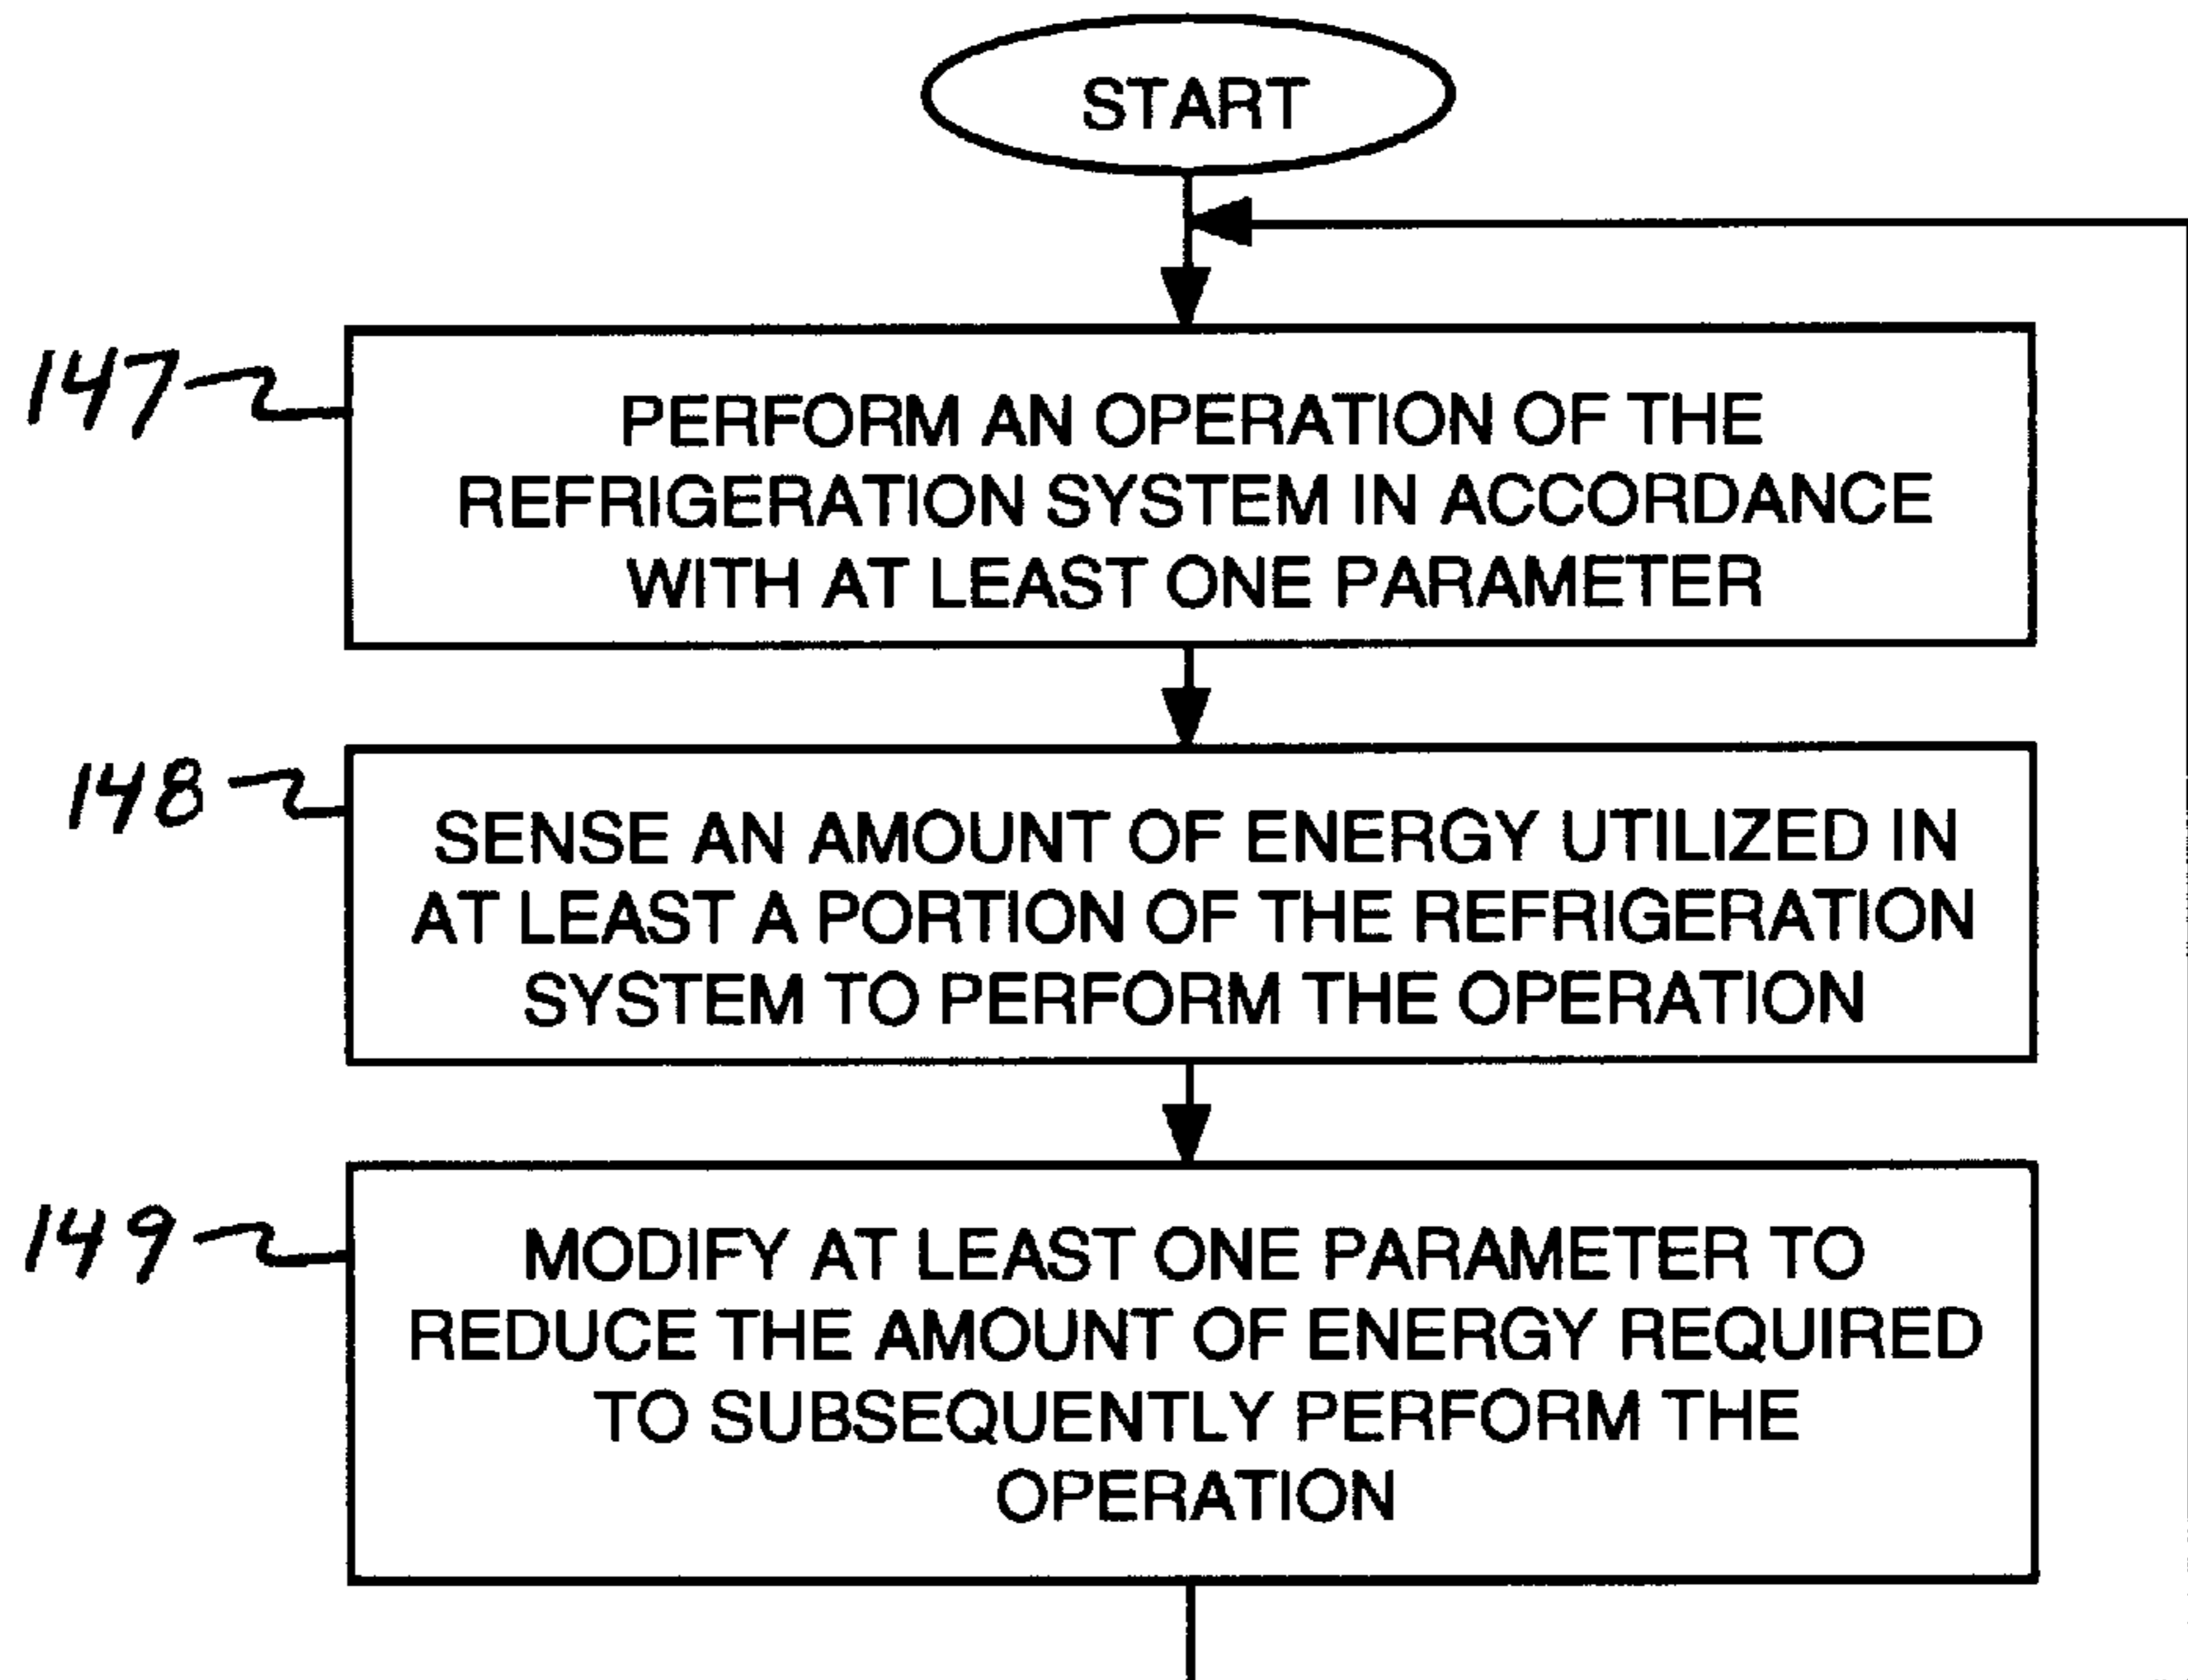 START
147
PERFORM AN OPERATION OF THE
REFRIGERATION SYSTEM IN ACCORDANCE
WITH AT LEAST ONE PARAMETER
148
SENSE AN AMOUNT OF ENERGY UTILIZED IN
AT LEAST A PORTION OF THE REFRIGERATION
SYSTEM TO PERFORM THE OPERATION
149
MODIFY AT LEAST ONE PARAMETER TO
REDUCE THE AMOUNT OF ENERGY REQUIRED
TO SUBSEQUENTLY PERFORM THE
OPERATION